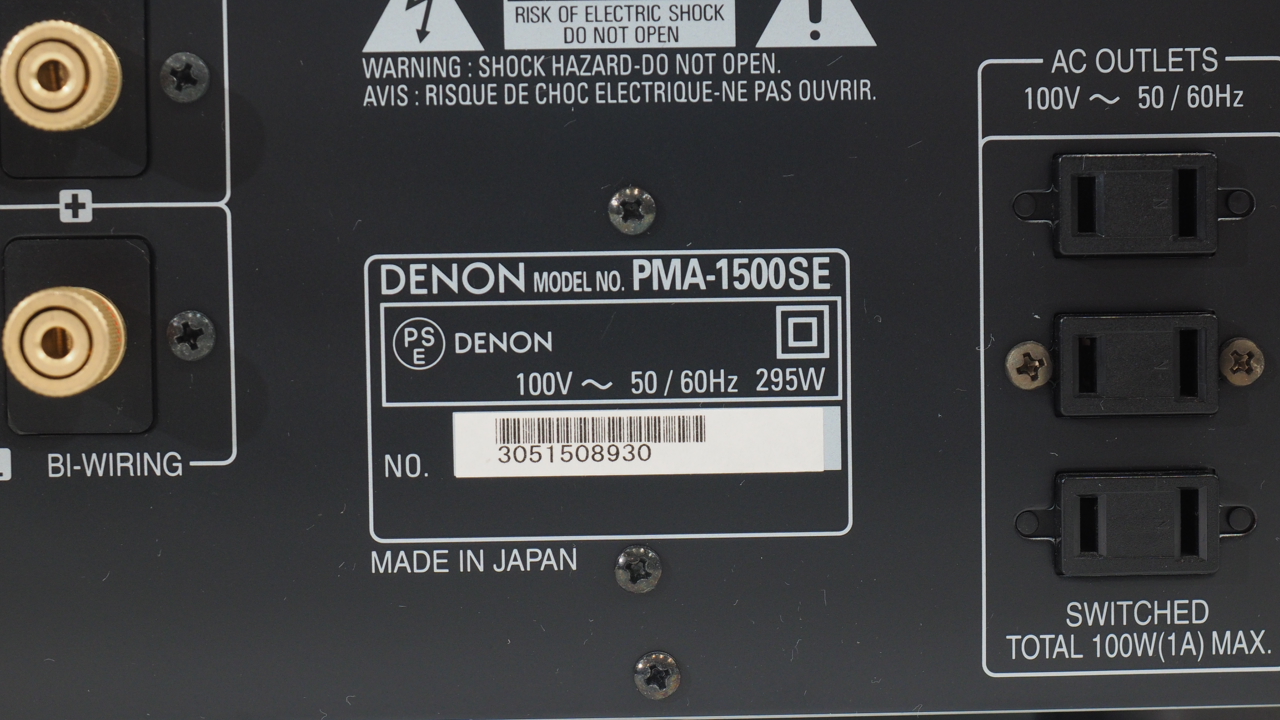 RISK OF ELECTRIC SHOCK
DO NOT OPEN
WARNING : SHOCK HAZARD-DO NOT OPEN.
AVIS : RISQUE DE CHOC ELECTRIQUE-NE PAS OUVRIR.
AC OUTLETS
100V ～ 50 / 60Hz
+
DENON MODEL NO. PMA-1500SE
PS
E
DENON
100V ～ 50 / 60Hz 295W
NO. 3051508930
BI-WIRING
MADE IN JAPAN
SWITCHED
TOTAL 100W(1A) MAX.